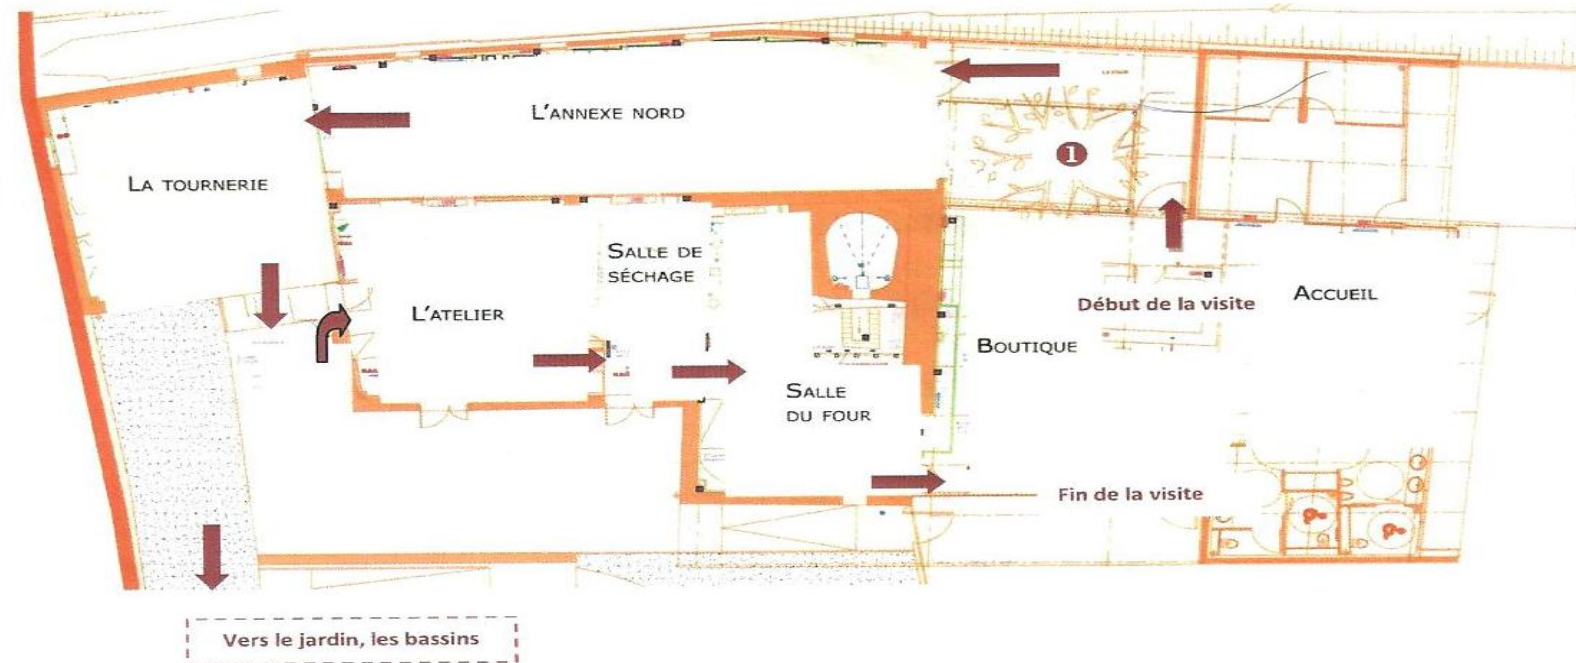 L'ANNEXE NORD
1
LA TOURNERIE
SALLE DE
SÉCHAGE
L'ATELIER
Début de la visite
ACCUEIL
BOUTIQUE
SALLE
DU FOUR
Fin de la visite
Vers le jardin, les bassins